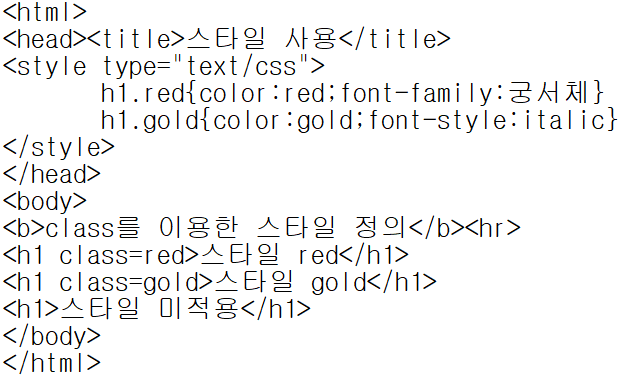 <html>
<head><title>스타일 사용</title>
<style type="text/css">
h1.red{color:red;font-family:궁서체}
h1.gold{color:gold;font-style:italic}
</style>
</head>
<body>
<b>class를 이용한 스타일 정의</b><hr>
<h1 class=red>스타일 red</h1>
<h1 class=gold>스타일 gold</h1>
<h1>스타일 미적용</h1>
</body>
</html>